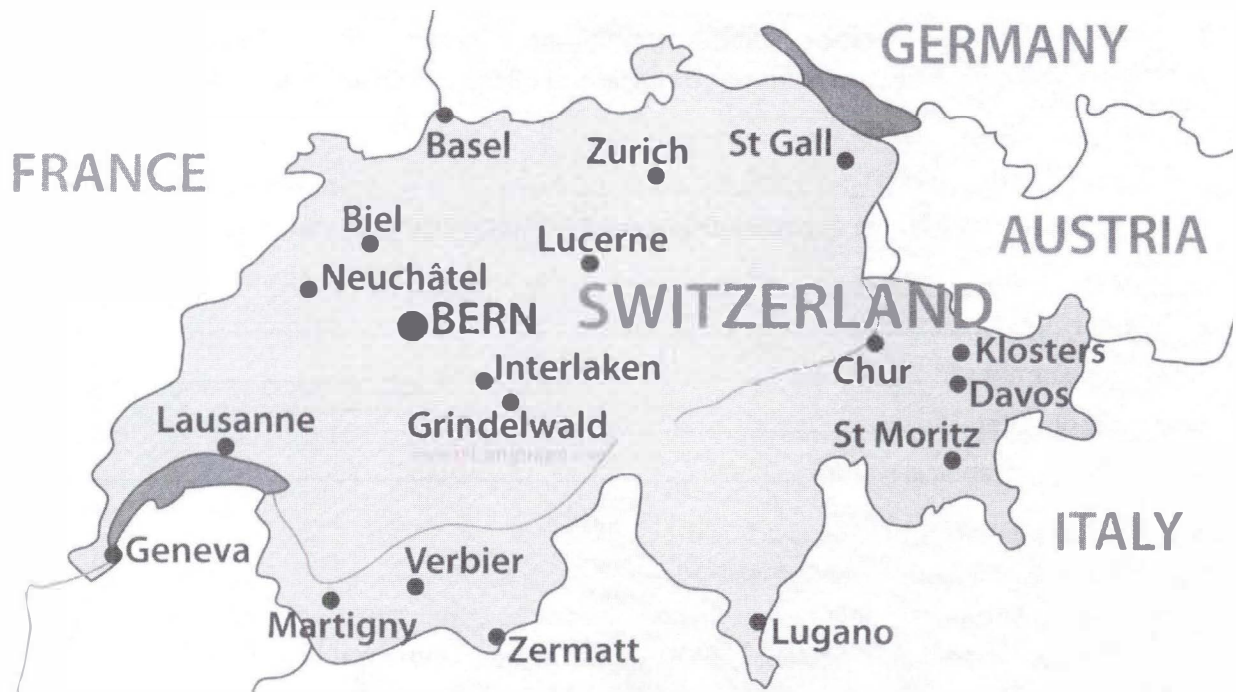 GERMANY
Basel
Zurich
St Gall
FRANCE
Biel
Lucerne
AUSTRIA
Neuchâtel
SWITZERLAND
BERN
Interlaken
Klosters
Chur
Davos
Lausanne
Grindelwald
St Moritz
ITALY
Geneva
Verbier
Martigny
Lugano
Zermatt